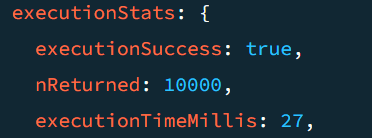 executionStats: {
executionSuccess: true,
nReturned: 10000,
executionTimeMillis: 27,